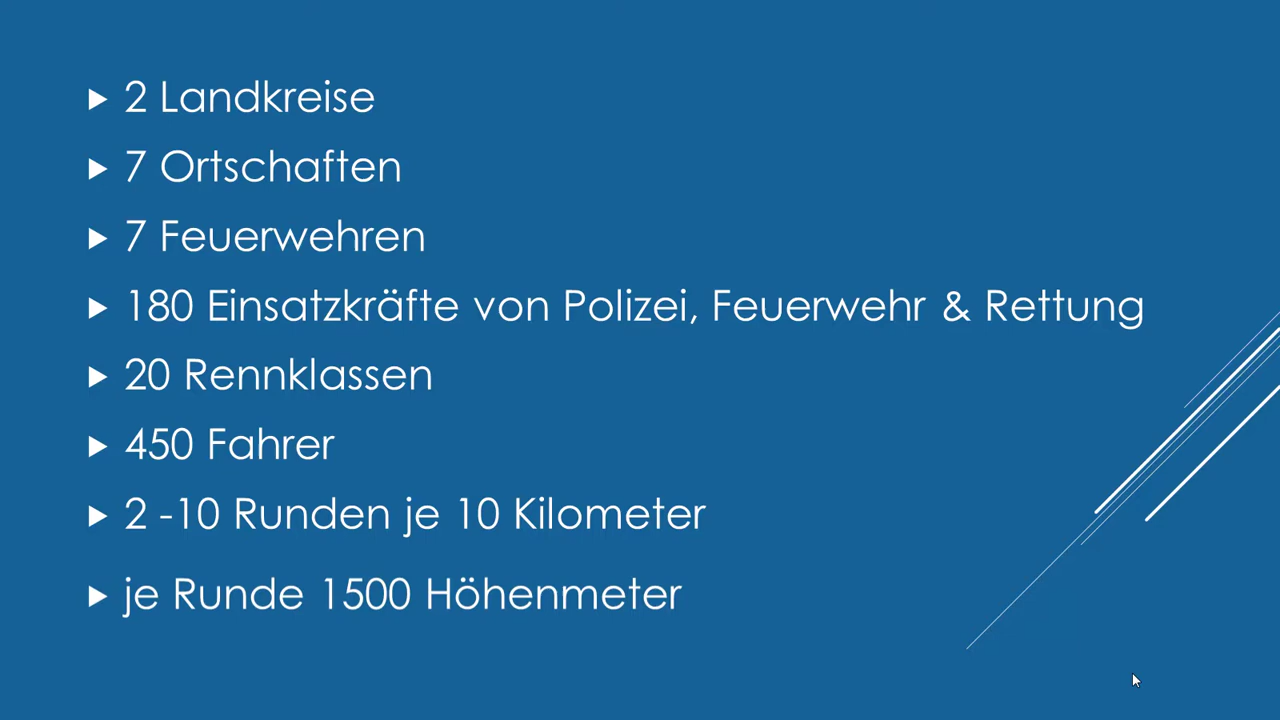 2 Landkreise
7 Ortschaften
7 Feuerwehren
180 Einsatzkräfte von Polizei, Feuerwehr & Rettung
20 Rennklassen
450 Fahrer
2 -10 Runden je 10 Kilometer
je Runde 1500 Höhenmeter